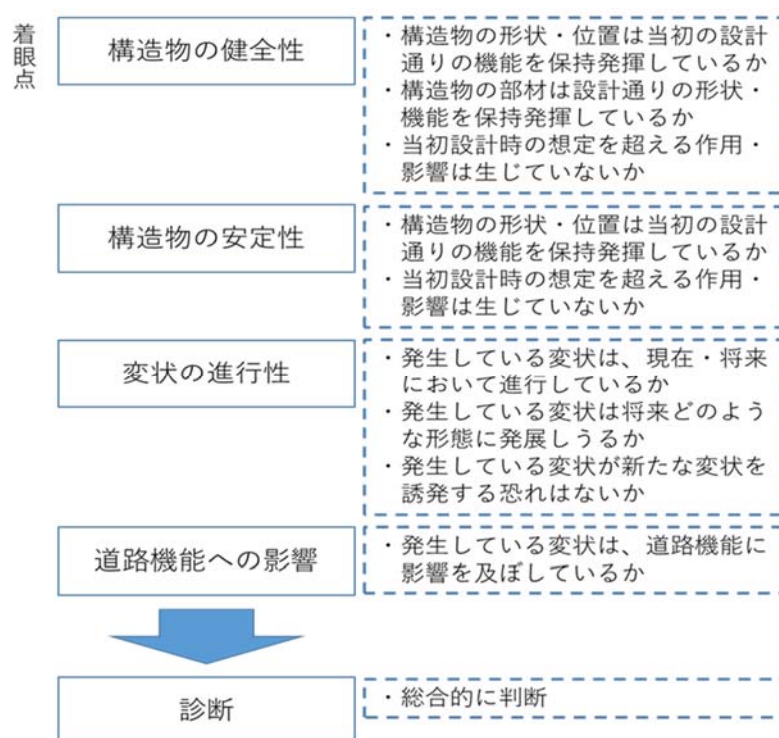 着眼点
構造物の健全性
・構造物の形状・位置は当初の設計
通りの機能を保持発揮しているか
・構造物の部材は設計通りの形状・
機能を保持発揮しているか
・当初設計時の想定を超える作用・
影響は生じていないか
構造物の安定性
・構造物の形状・位置は当初の設計
通りの機能を保持発揮しているか
・当初設計時の想定を超える作用・
影響は生じていないか
変状の進行性
・発生している変状は、現在・将来
において進行しているか
・発生している変状は将来どのよう
な形態に発展しうるか
・発生している変状が新たな変状を
誘発する恐れはないか
道路機能への影響
・発生している変状は、道路機能に
影響を及ぼしているか
診断
・総合的に判断